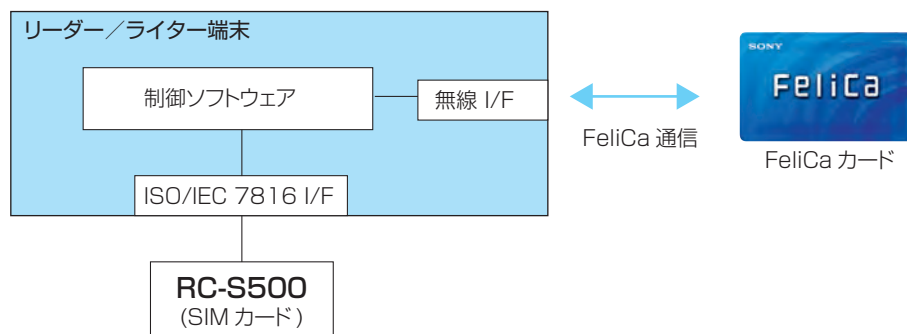 リーダー／ライター端末
制御ソフトウェア
無線 I/F
ISO/IEC 7816 I/F
RC-S500
(SIM カード)
FeliCa 通信
SONY
FeliCa
FeliCa カード